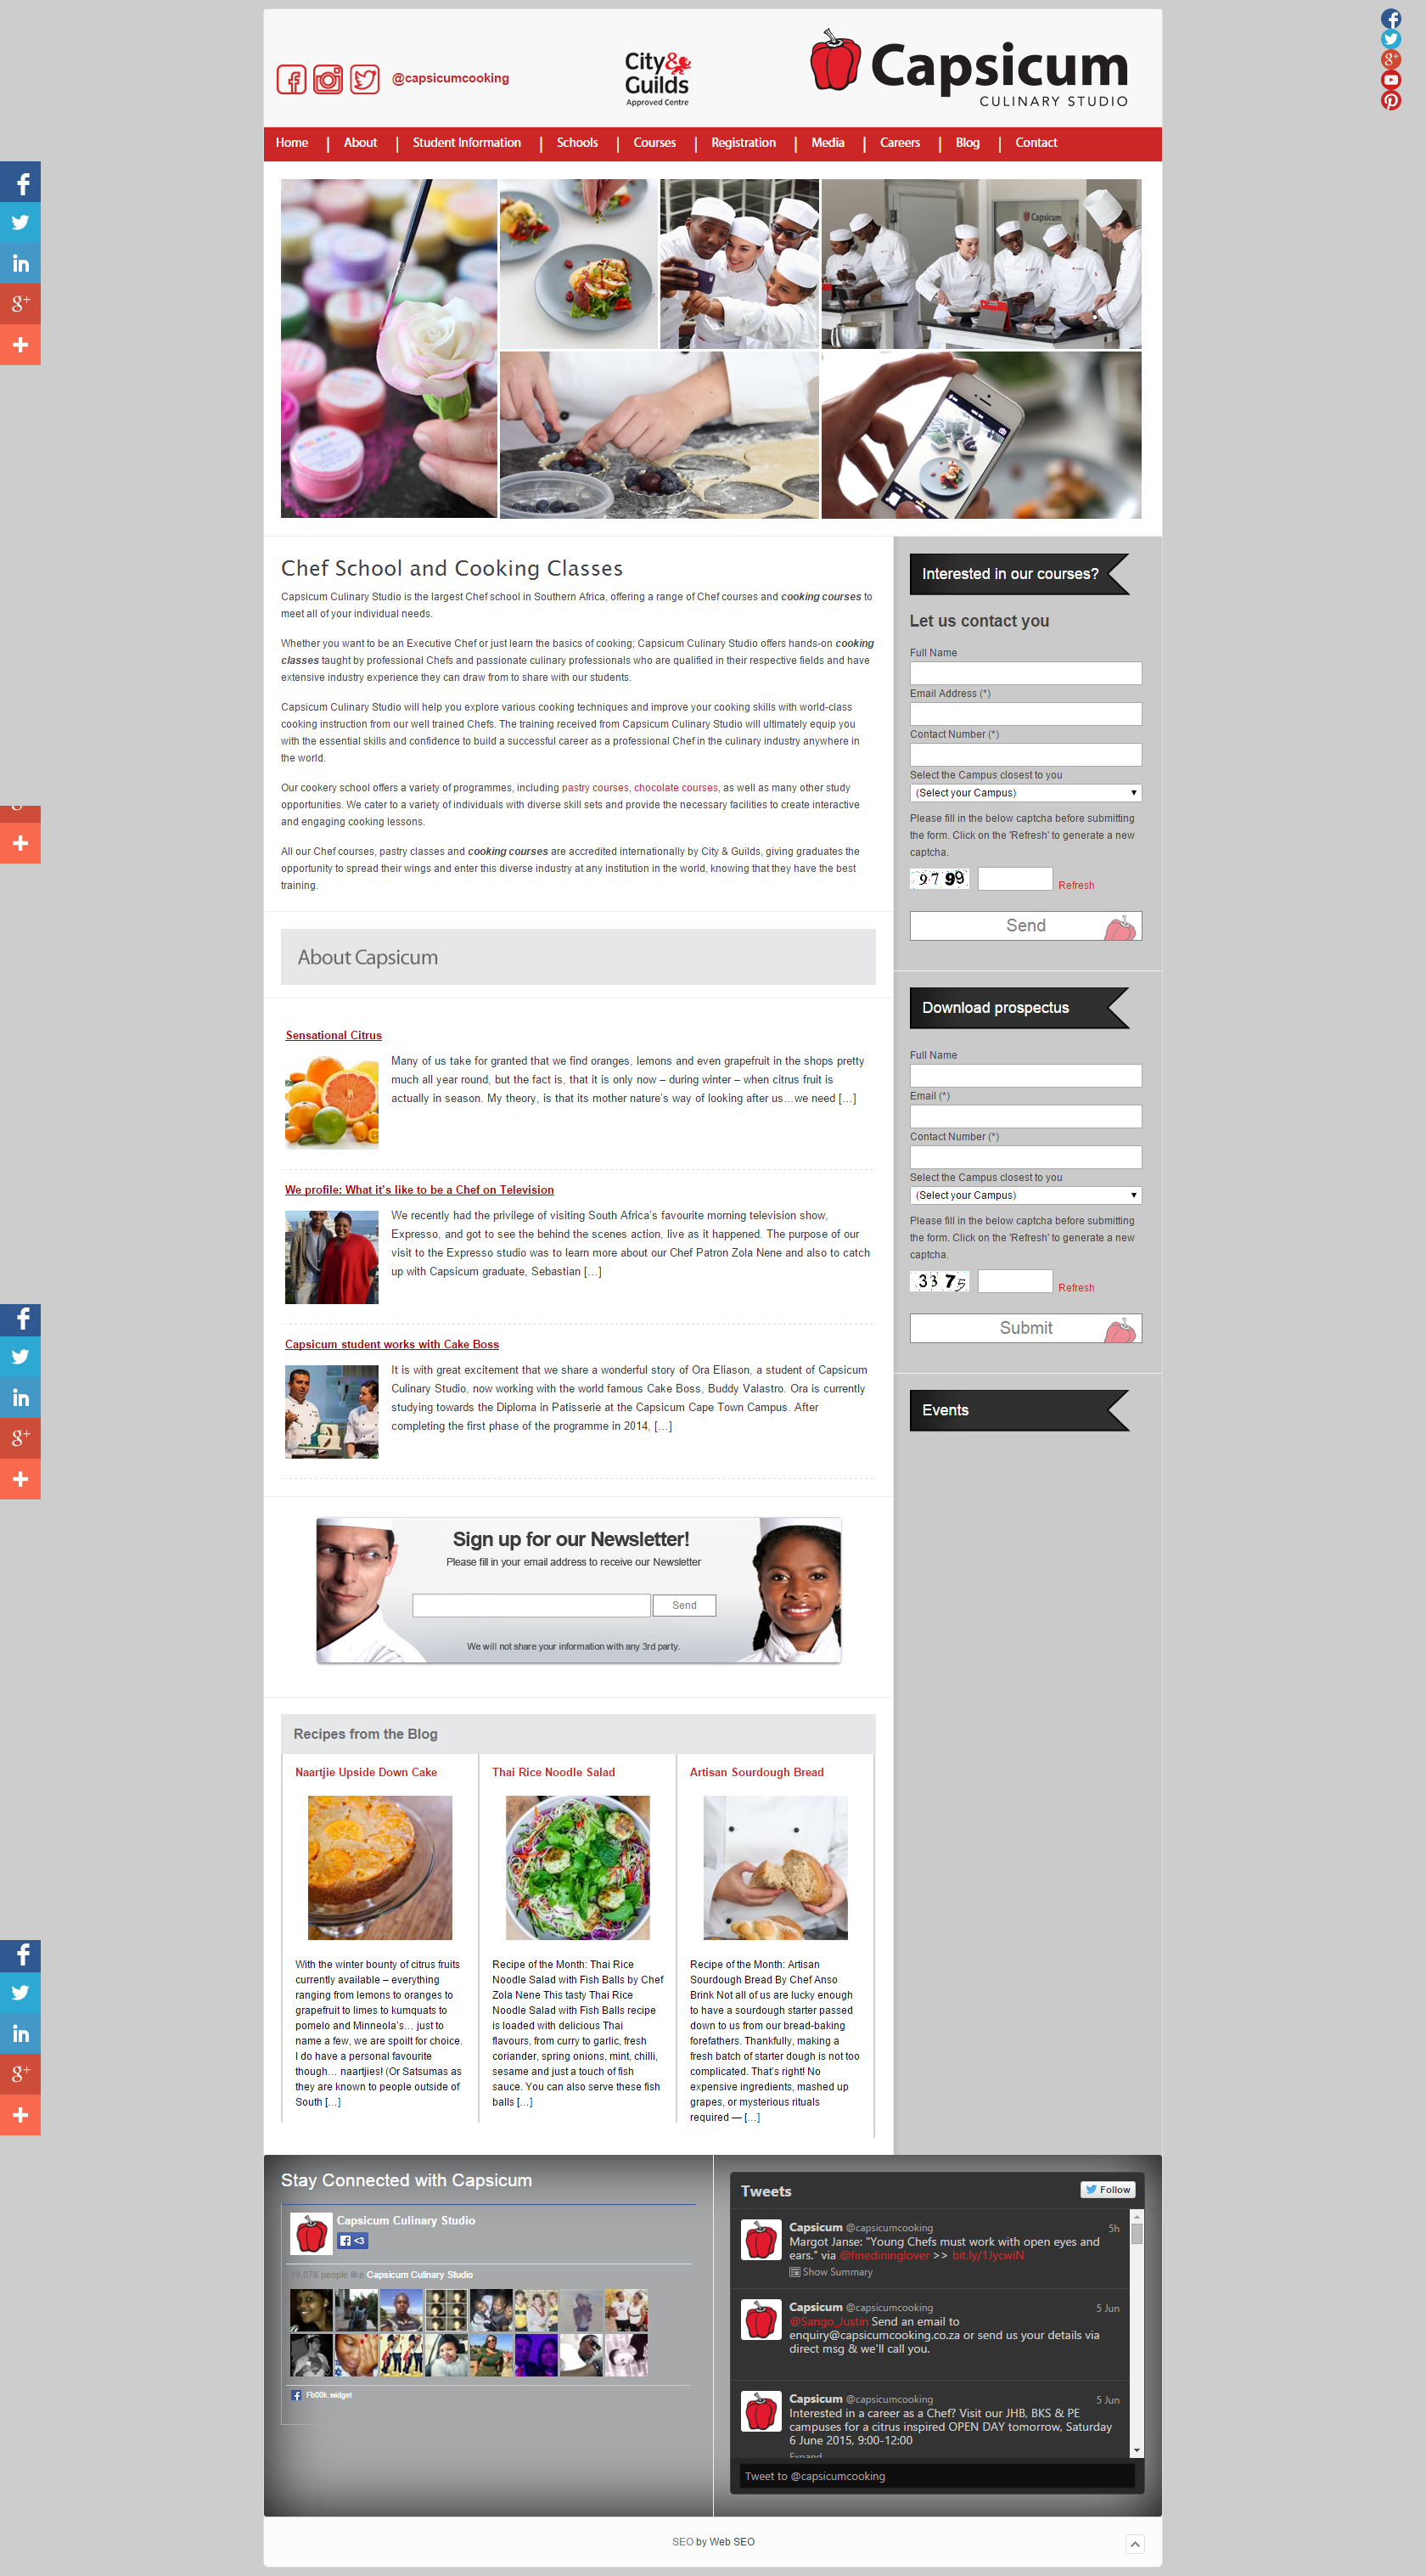 @capsicumcooking
City&
Guilds
Approved Centre
Capsicum
CULINARY STUDIO
Home
About
Student Information
Schools
Courses
Registration
Media
Careers
Blog
Contact
Capsicum
Chef School and Cooking Classes
Capsicum Culinary Studio is the largest Chef school in Southern Africa, offering a range of Chef courses and cooking courses to
meet all of your individual needs.
Whether you want to be an Executive Chef or just learn the basics of cooking; Capsicum Culinary Studio offers hands-on cooking
classes taught by professional Chefs and passionate culinary professionals who are qualified in their respective fields and have
extensive industry experience they can draw from to share with our students.
Capsicum Culinary Studio will help you explore various cooking techniques and improve your cooking skills with world-class
cooking instruction from our well trained Chefs. The training received from Capsicum Culinary Studio will ultimately equip you
with the essential skills and confidence to build a successful career as a professional Chef in the culinary industry anywhere in
the world.
Our cookery school offers a variety of programmes, including pastry courses, chocolate courses, as well as many other study
opportunities. We cater to a variety of individuals with diverse skill sets and provide the necessary facilities to create interactive
and engaging cooking lessons.
All our Chef courses, pastry classes and cooking courses are accredited internationally by City & Guilds, giving graduates the
opportunity to spread their wings and enter this diverse industry at any institution in the world, knowing that they have the best
training.
About Capsicum
Sensational Citrus
Many of us take for granted that we find oranges, lemons and even grapefruit in the shops pretty
much all year round, but the fact is, that it is only now – during winter – when citrus fruit is
actually in season. My theory, is that its mother nature's way of looking after us…we need […]
We profile: What it's like to be a Chef on Television
We recently had the privilege of visiting South Africa's favourite morning television show,
Expresso, and got to see the behind the scenes action, live as it happened. The purpose of our
visit to the Expresso studio was to learn more about our Chef Patron Zola Nene and also to catch
up with Capsicum graduate, Sebastian […]
Capsicum student works with Cake Boss
It is with great excitement that we share a wonderful story of Ora Eliason, a student of Capsicum
Culinary Studio, now working with the world famous Cake Boss, Buddy Valastro. Ora is currently
studying towards the Diploma in Patisserie at the Capsicum Cape Town Campus. After
completing the first phase of the programme in 2014, […]
Sign up for our Newsletter!
Please fill in your email address to receive our Newsletter
Send
We will not share your information with any 3rd party.
Recipes from the Blog
Naartjie Upside Down Cake
With the winter bounty of citrus fruits
currently available – everything
ranging from lemons to oranges to
grapefruit to limes to kumquats to
pomelo and Minneola's… just to
name a few, we are spoilt for choice.
I do have a personal favourite
though… naartjies! (Or Satsumas as
they are known to people outside of
South […]
Thai Rice Noodle Salad
Recipe of the Month: Thai Rice
Noodle Salad with Fish Balls by Chef
Zola Nene This tasty Thai Rice
Noodle Salad with Fish Balls recipe
is loaded with delicious Thai
flavours, from curry to garlic, fresh
coriander, spring onions, mint, chilli,
sesame and just a touch of fish
sauce. You can also serve these fish
balls […]
Artisan Sourdough Bread
Recipe of the Month: Artisan
Sourdough Bread By Chef Anso
Brink Not all of us are lucky enough
to have a sourdough starter passed
down to us from our bread-baking
forefathers. Thankfully, making a
fresh batch of starter dough is not too
complicated. That's right! No
expensive ingredients, mashed up
grapes, or mysterious rituals
required — […]
Interested in our courses?
Let us contact you
Full Name
Email Address (*)
Contact Number (*)
Select the Campus closest to you
(Select your Campus)
Please fill in the below captcha before submitting
the form. Click on the 'Refresh' to generate a new
captcha.
9799
Refresh
Send
Download prospectus
Full Name
Email (*)
Contact Number (*)
Select the Campus closest to you
(Select your Campus)
Please fill in the below captcha before submitting
the form. Click on the 'Refresh' to generate a new
captcha.
3375
Refresh
Submit
Events
Stay Connected with Capsicum
Capsicum Culinary Studio
<3
people like Capsicum Culinary Studio
Fb00k.widget
Tweets
Follow
Capsicum @capsicumcooking 5h
Margot Janse: "Young Chefs must work with open eyes and
ears." via @finedininglover >> bit.ly/1JycwiN
Show Summary
Capsicum @capsicumcooking 5 Jun
@Sango_Justin Send an email to
enquiry@capsicumcooking.co.za or send us your details via
direct msg & we'll call you.
Capsicum @capsicumcooking 5 Jun
Interested in a career as a Chef? Visit our JHB, BKS & PE
campuses for a citrus inspired OPEN DAY tomorrow, Saturday
6 June 2015, 9:00-12:00
Expand
Tweet to @capsicumcooking
SEO by Web SEO